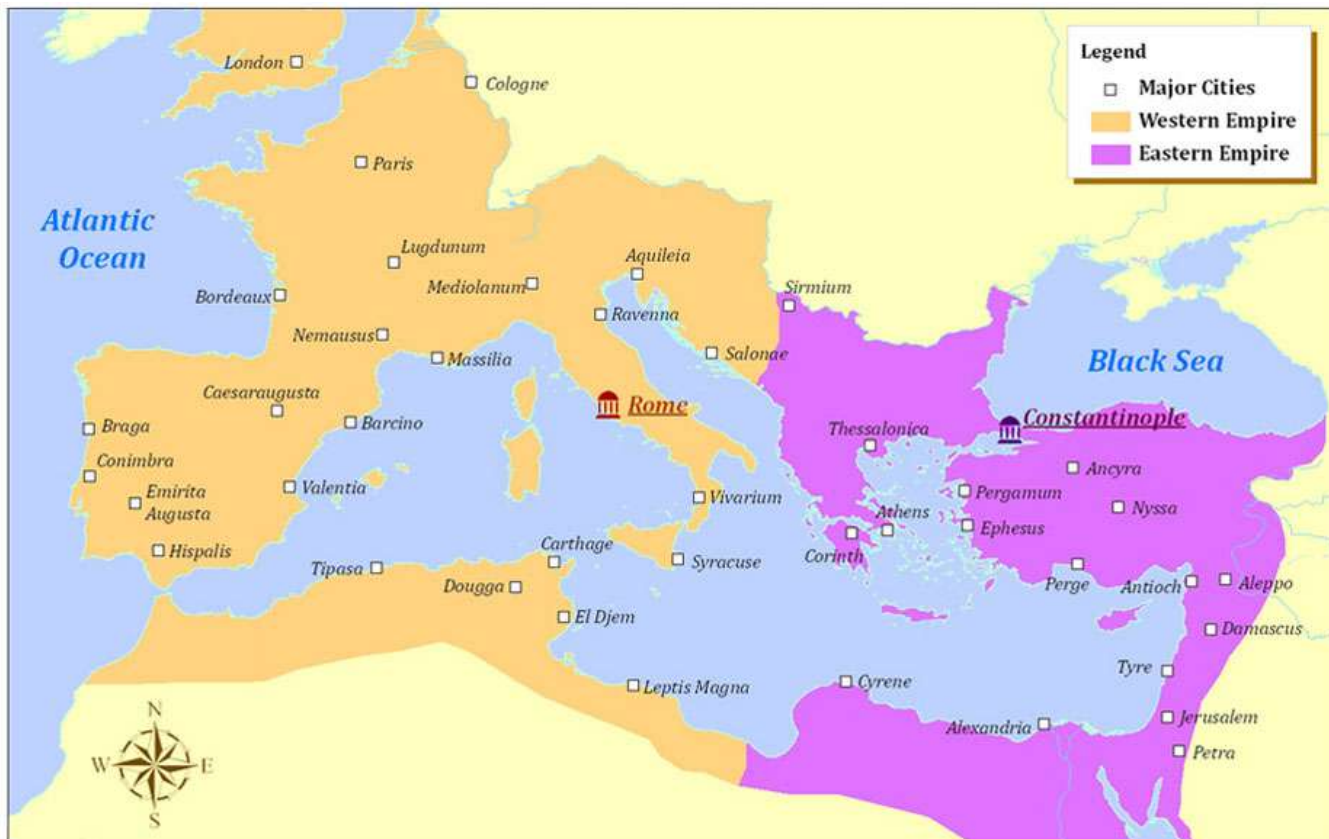 Legend
Major Cities
Western Empire
Eastern Empire
London
Cologne
Paris
Atlantic
Ocean
Lugdunum
Aquileia
Mediolanum
Sirmium
Bordeaux
Ravenna
Nemausus
Salonae
Massilia
Black Sea
Caesaraugusta
Rome
Constantinople
Braga
Barcino
Thessalonica
Conimbra
Ancyra
Emirita
Augusta
Valentia
Vivarium
Pergamum
Athens
Nyssa
Ephesus
Hispalis
Carthage
Corinth
Tipasa
Syracuse
Dougga
Perge
Antioch
Aleppo
El Djem
Damascus
Tyre
Leptis Magna
Cyrene
Alexandria
Jerusalem
Petra
N
W
E
S